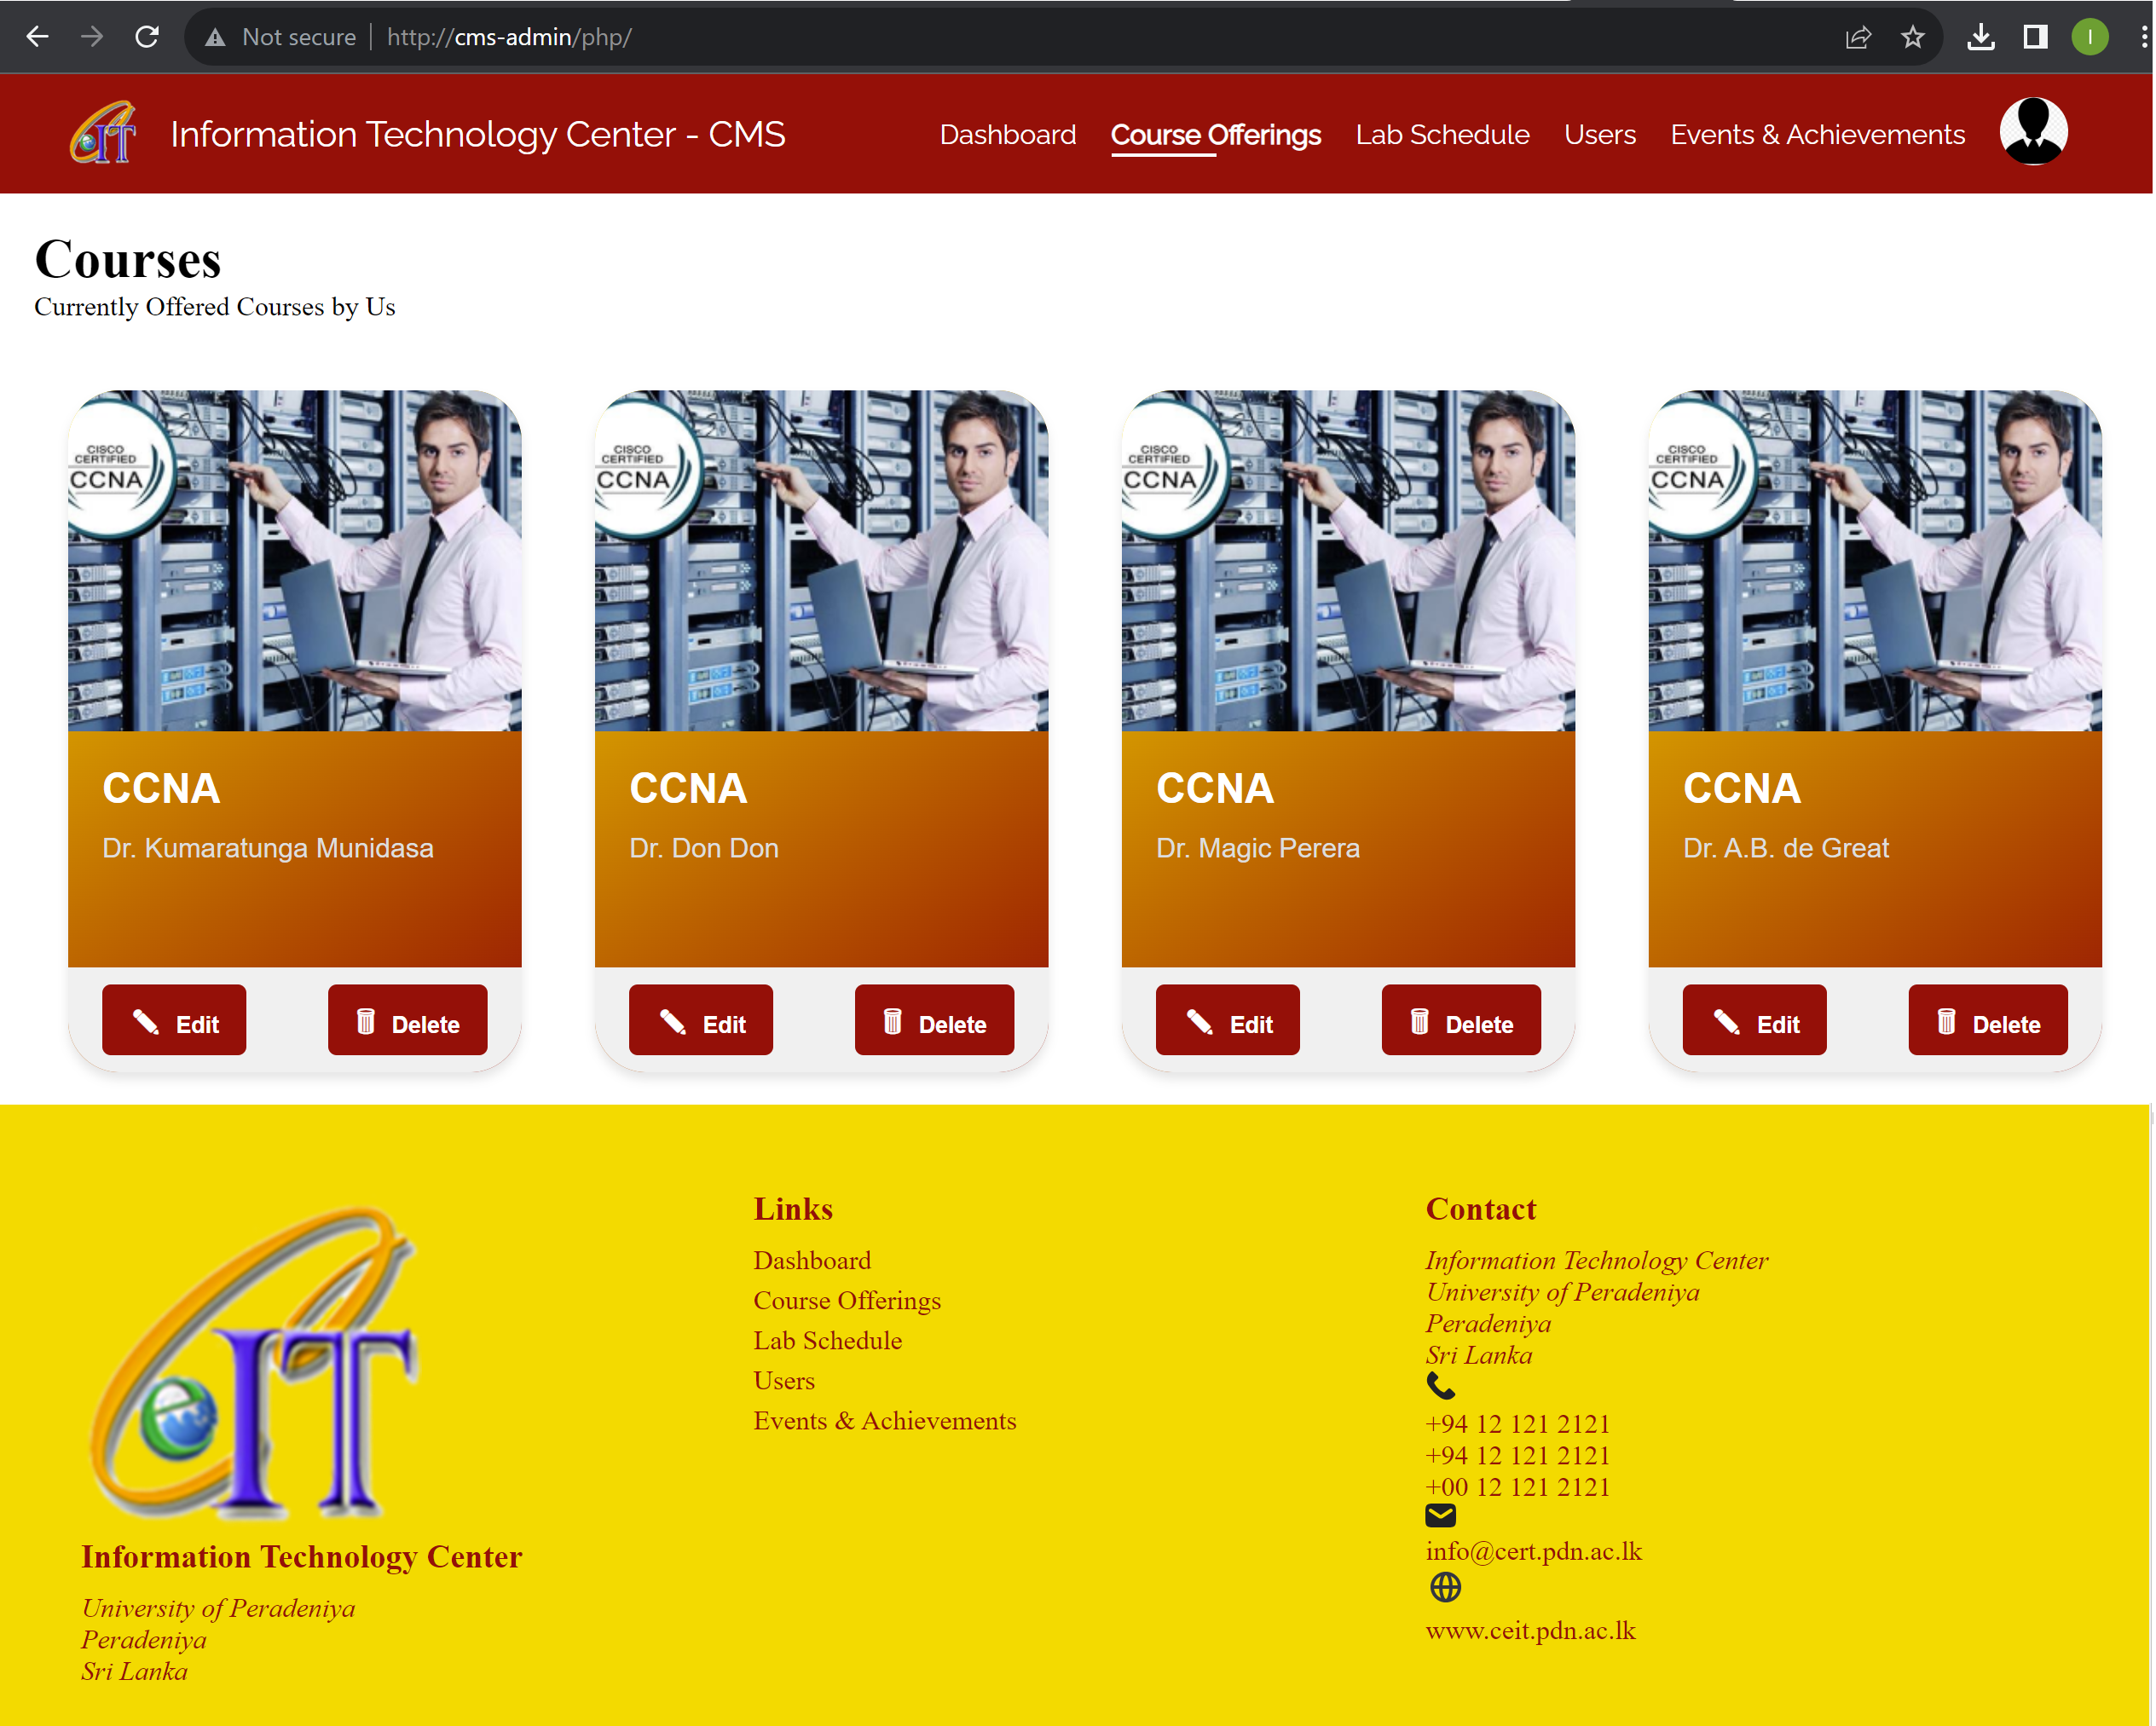 Not secure
http://cms-admin/php/
I
CIT
Information Technology Center - CMS
Dashboard
Course Offerings
Lab Schedule
Users
Events & Achievements
Courses
Currently Offered Courses by Us
CISCO
CERTIFIED
CCNA
CISCO
CERTIFIED
CCNA
CISCO
CERTIFIED
CCNA
CISCO
CERTIFIED
CCNA
CCNA
Dr. Kumaratunga Munidasa
CCNA
Dr. Don Don
CCNA
Dr. Magic Perera
CCNA
Dr. A.B. de Great
Edit
Delete
Edit
Delete
Edit
Delete
Edit
Delete
CeIT
Information Technology Center
University of Peradeniya
Peradeniya
Sri Lanka
Links
Dashboard
Course Offerings
Lab Schedule
Users
Events & Achievements
Contact
Information Technology Center
University of Peradeniya
Peradeniya
Sri Lanka
+94 12 121 2121
+94 12 121 2121
+00 12 121 2121
info@cert.pdn.ac.lk
www.ceit.pdn.ac.lk